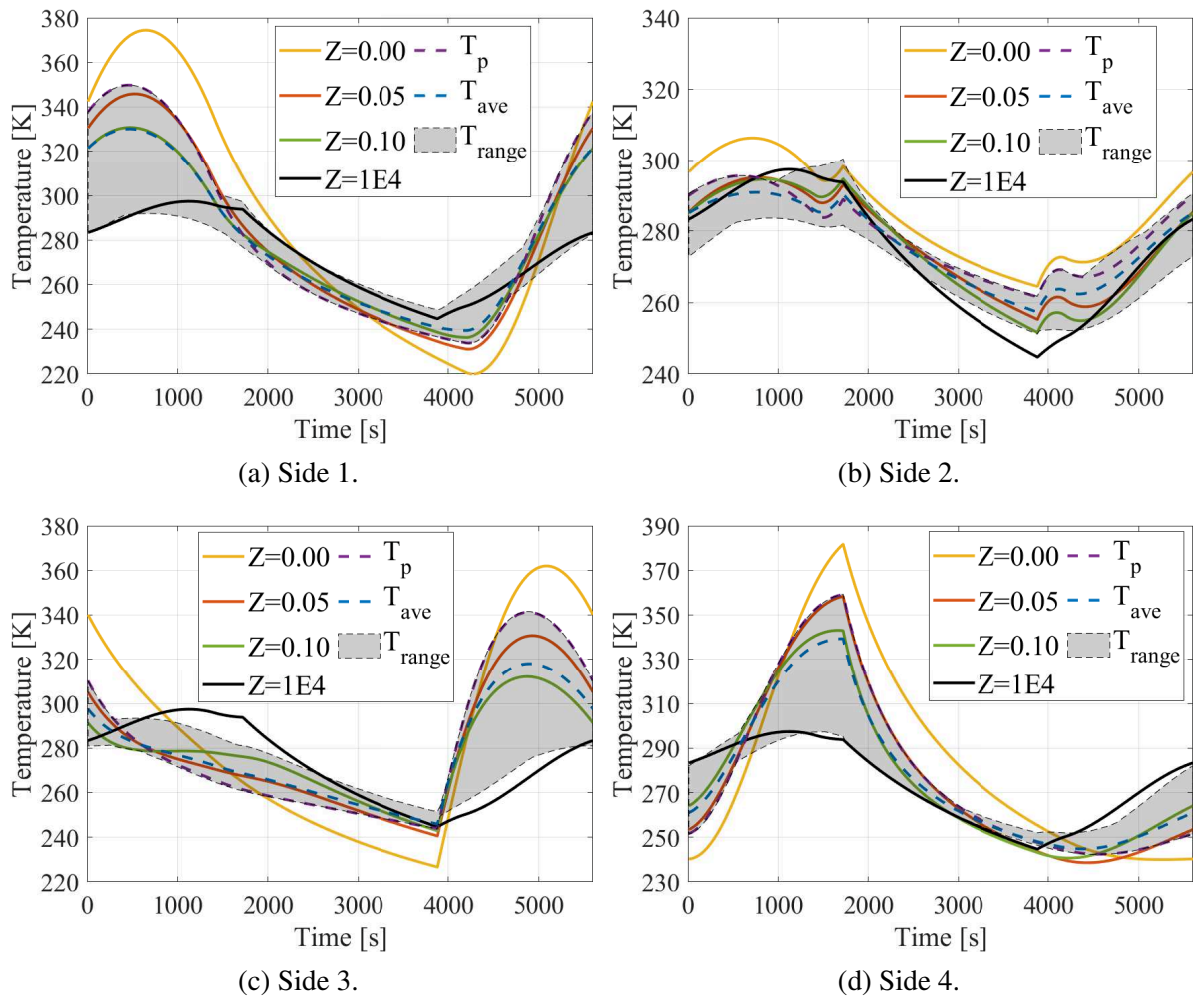 380
360
340
320
300
280
260
240
220
Temperature [K]
Z=0.00 T_p
Z=0.05 T_ave
Z=0.10 T_range
Z=1E4
0 1000 2000 3000 4000 5000
Time [s]
(a) Side 1.
340
320
300
280
260
240
Temperature [K]
Z=0.00 T_p
Z=0.05 T_ave
Z=0.10 T_range
Z=1E4
0 1000 2000 3000 4000 5000
Time [s]
(b) Side 2.
380
360
340
320
300
280
260
240
220
Temperature [K]
Z=0.00 T_p
Z=0.05 T_ave
Z=0.10 T_range
Z=1E4
0 1000 2000 3000 4000 5000
Time [s]
(c) Side 3.
390
370
350
330
310
290
270
250
230
Temperature [K]
Z=0.00 T_p
Z=0.05 T_ave
Z=0.10 T_range
Z=1E4
0 1000 2000 3000 4000 5000
Time [s]
(d) Side 4.